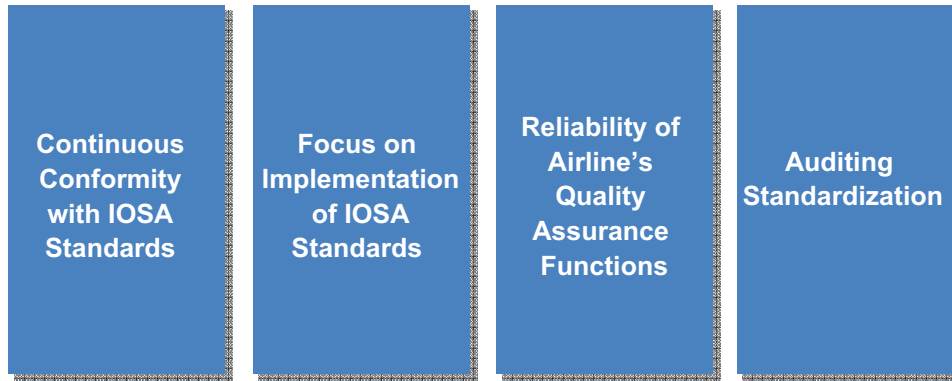 Continuous
Conformity
with IOSA
Standards
Focus on
Implementation
of IOSA
Standards
Reliability of
Airline’s
Quality
Assurance
Functions
Auditing
Standardization